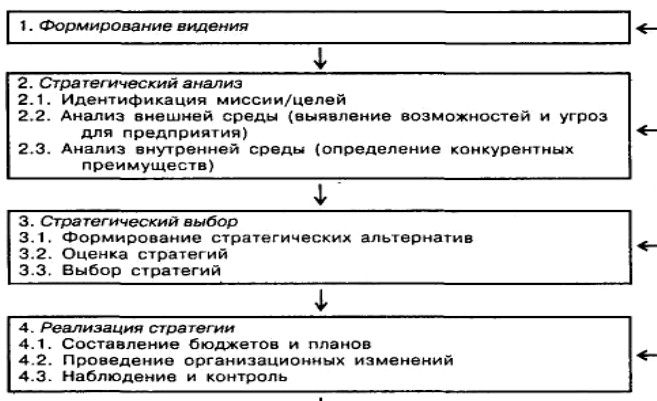 1. Формирование видения
2. Стратегический анализ
2.1. Идентификация миссии/целей
2.2. Анализ внешней среды (выявление возможностей и угроз
для предприятия)
2.3. Анализ внутренней среды (определение конкурентных
преимуществ)
3. Стратегический выбор
3.1. Формирование стратегических альтернатив
3.2. Оценка стратегий
3.3. Выбор стратегий
4. Реализация стратегии
4.1. Составление бюджетов и планов
4.2. Проведение организационных изменений
4.3. Наблюдение и контроль